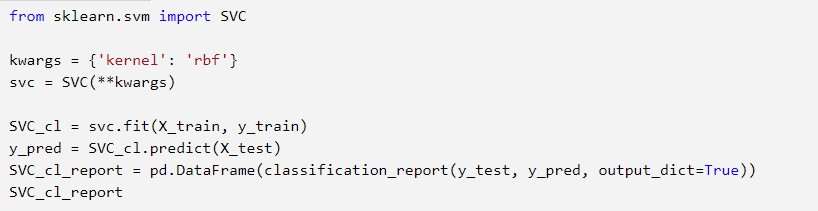 from sklearn.svm import SVC
kwargs = {'kernel': 'rbf'}
svc = SVC(**kwargs)
SVC_cl = svc.fit(X_train, y_train)
y_pred = SVC_cl.predict(X_test)
SVC_cl_report = pd.DataFrame(classification_report(y_test, y_pred, output_dict=True))
SVC_cl_report